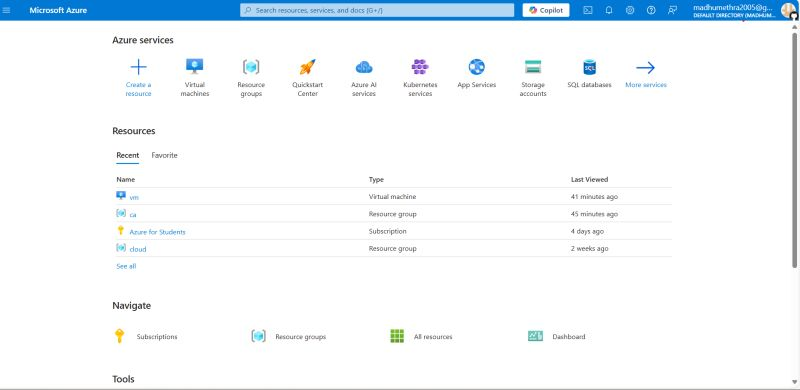 Microsoft Azure
Search resources, services, and docs (G+/)
Copilot
madhumethra2005@g...
DEFAULT DIRECTORY (MADHUM...
Azure services
Create a resource
Virtual machines
Resource groups
Quickstart Center
Azure AI services
Kubernetes services
App Services
Storage accounts
SQL databases
More services
Resources
Recent Favorite
Name Type Last Viewed
vm Virtual machine 41 minutes ago
ca Resource group 45 minutes ago
Azure for Students Subscription 4 days ago
cloud Resource group 2 weeks ago
See all
Navigate
Subscriptions Resource groups All resources Dashboard
Tools